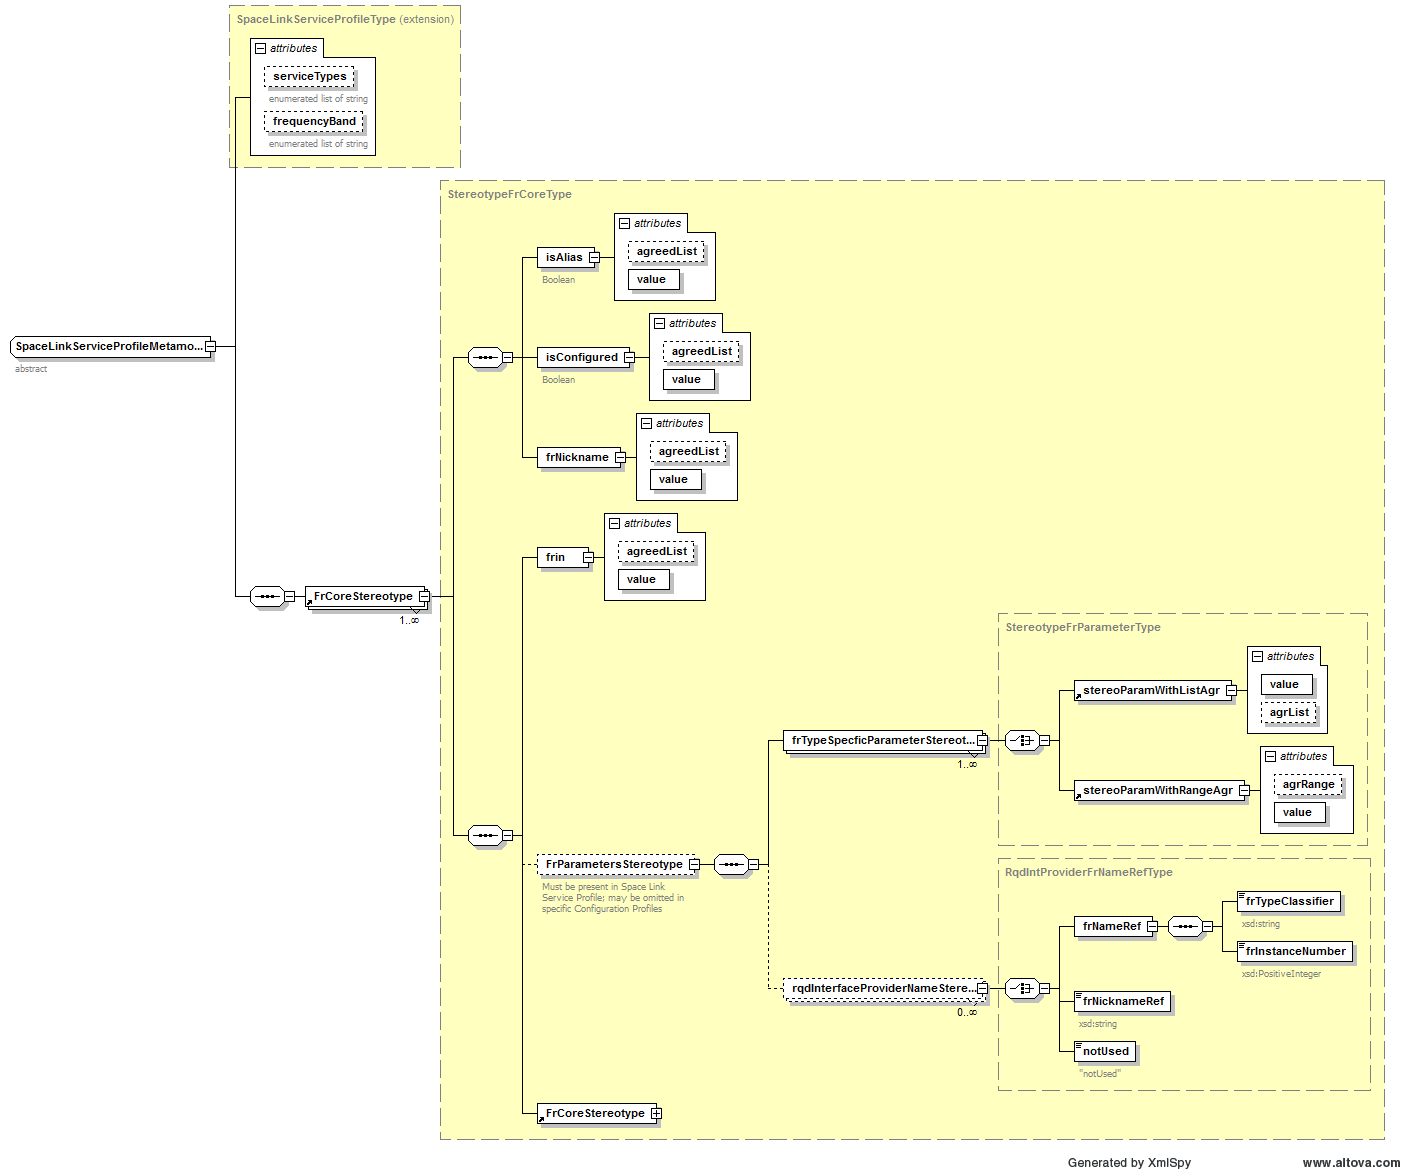 SpaceLinkServiceProfileType (extension)
attributes
serviceTypes
enumerated list of string
frequencyBand
enumerated list of string
StereotypeFrCoreType
attributes
agreedList
value
isAlias
Boolean
attributes
agreedList
value
isConfigured
Boolean
SpaceLinkServiceProfileMetamo...
abstract
attributes
agreedList
value
frNickname
attributes
agreedList
value
frin
FrCoreStereotype
1..∞
StereotypeFrParameterType
attributes
value
agrList
stereoParamWithListAgr
frTypeSpecficParameterStereot...
1..∞
attributes
agrRange
value
stereoParamWithRangeAgr
FrParametersStereotype
Must be present in Space Link
Service Profile; may be omitted in
specific Configuration Profiles
RqdIntProviderFrNameRefType
frTypeClassifier
xsd:string
frNameRef
frInstanceNumber
xsd:PositiveInteger
rqdInterfaceProviderNameStere...
0..∞
frNicknameRef
xsd:string
notUsed
"notUsed"
FrCoreStereotype
Generated by XmlSpy
www.altova.com